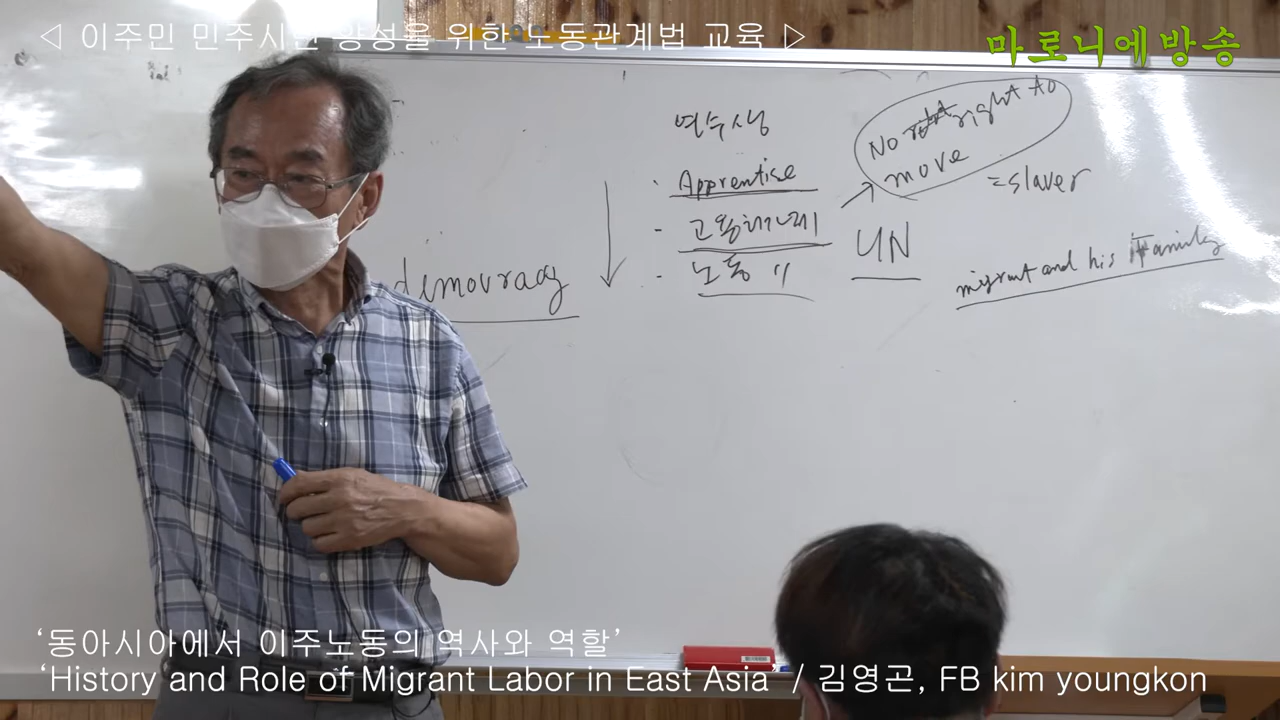 ◁ 이주민 민주시민 양성을 위한 노동관계법 교육 ▷
마로니에방송
연수생
· Apprentise
- 고용허가제
· 노동
No right to
move
=slaver
UN
migrant and his Family
demovracy
‘동아시아에서 이주노동의 역사와 역할’
‘History and Role of Migrant Labor in East Asia / 김영곤, FB kim youngkon